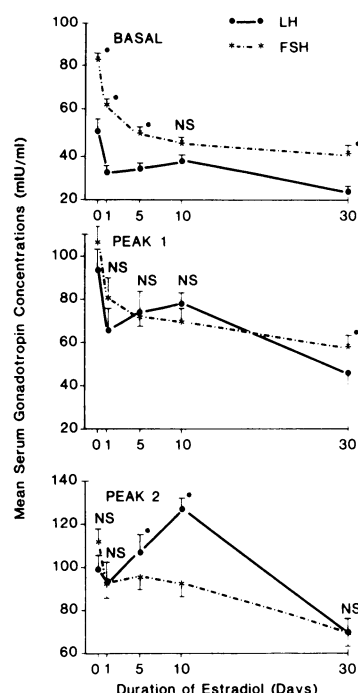 LH
FSH
Mean Serum Gonadotropin Concentrations (mIU/ml)
100
80
60
40
20
BASAL
NS
0 1 5 10 30
100
80
60
40
20
PEAK 1
NS NS NS
0 1 5 10 30
140
120
100
80
60
PEAK 2
NS
NS
NS
0 1 5 10 30
Duration of Estradiol (Days)